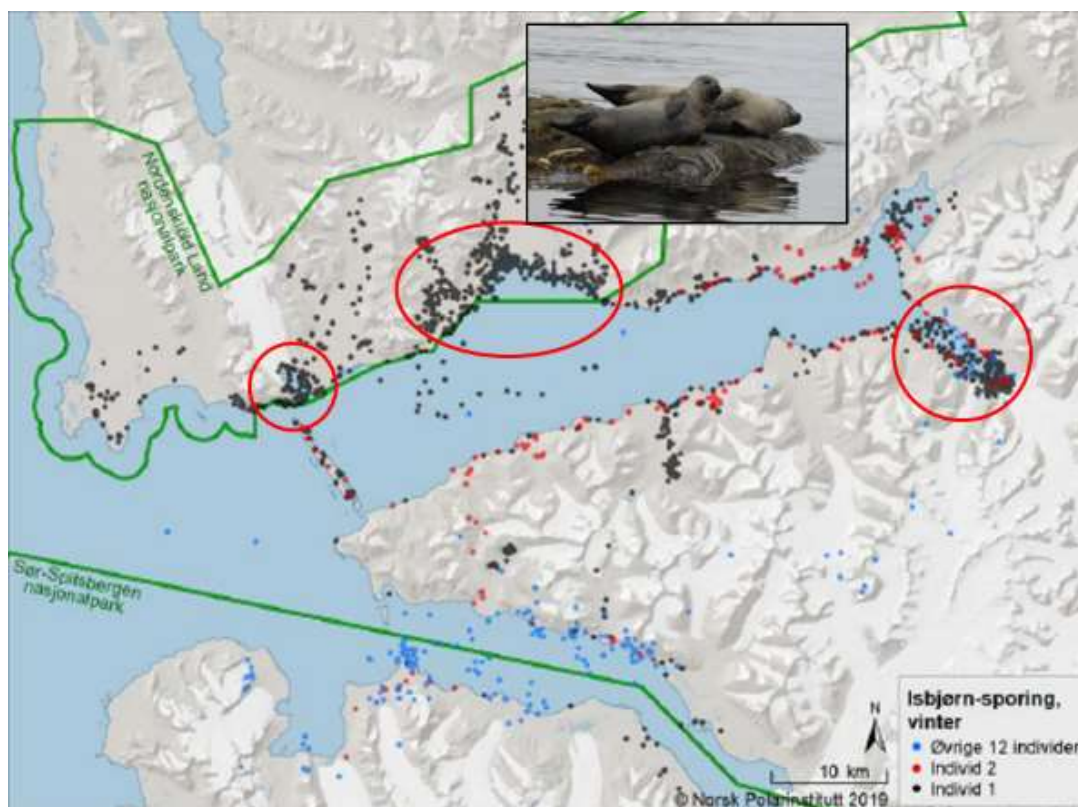 Nordenskiöld Land
nasjonalpark
Sør-Spitsbergen
nasjonalpark
Isbjørn-sporing,
vinter
Øvrige 12 individer
Individ 2
Individ 1
N
10 km
© Norsk Polarinstitutt 2019